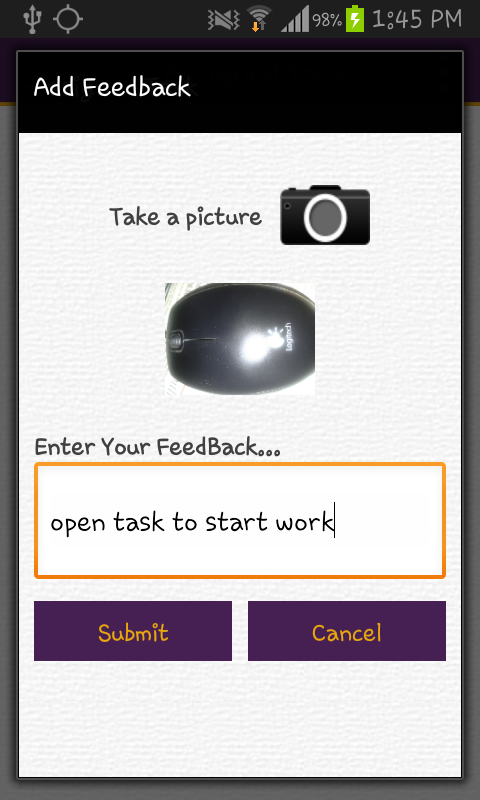 98% 1:45 PM
Add Feedback
Take a picture
Logitech
Enter Your FeedBack...
open task to start work
Submit Cancel